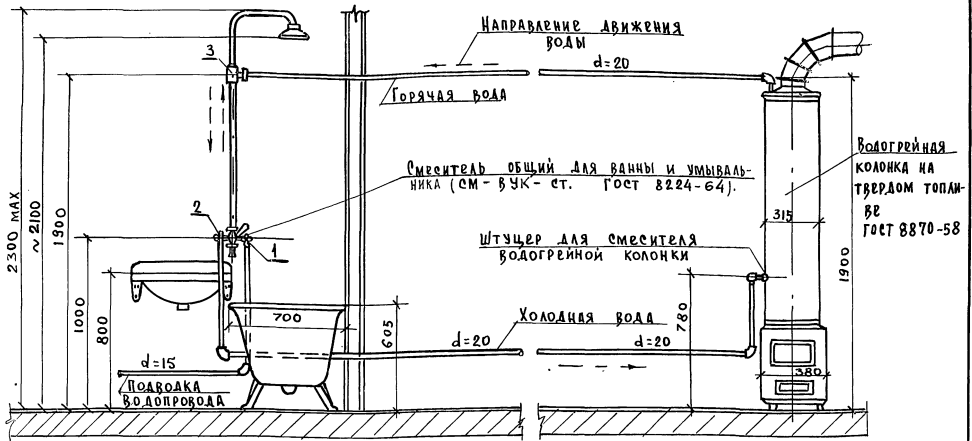 Направление движения
воды
d=20
3
Горячая вода
Водогрейная
колонка на
твердом топли-
ве
ГОСТ 8870-58
Смеситель общий для ванны и умываль-
ника (СМ-ВУК-СТ. ГОСТ 8224-64).
2
1
315
Штуцер для смесителя
водогрейной колонки
2300 MAX
~2100
1900
1000
800
700
605
780
1900
Холодная вода
d=20
d=20
d=15
380
Подводка
водопровода